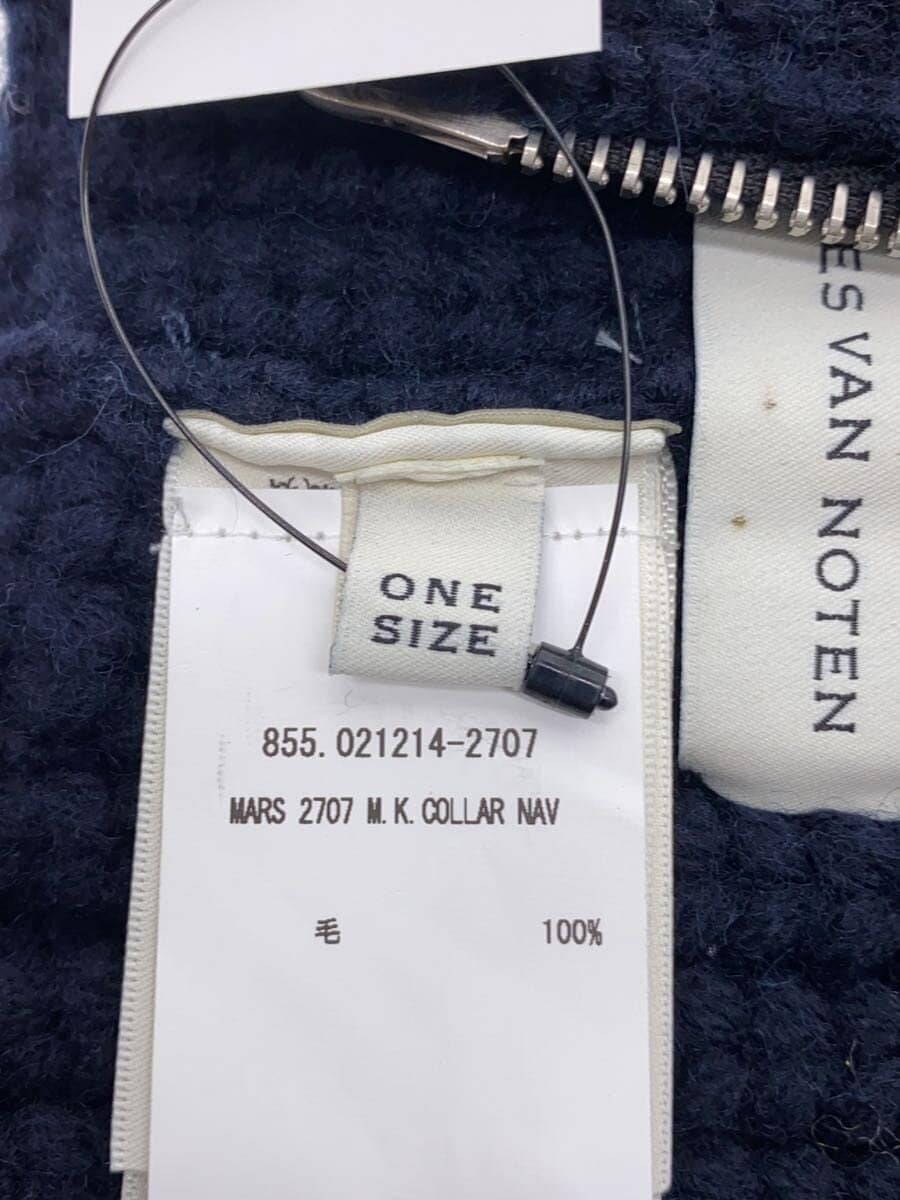 ES VAN NOTEN
ONE
SIZE
855.021214-2707
MARS 2707 M.K.COLLAR NAV
毛 100%